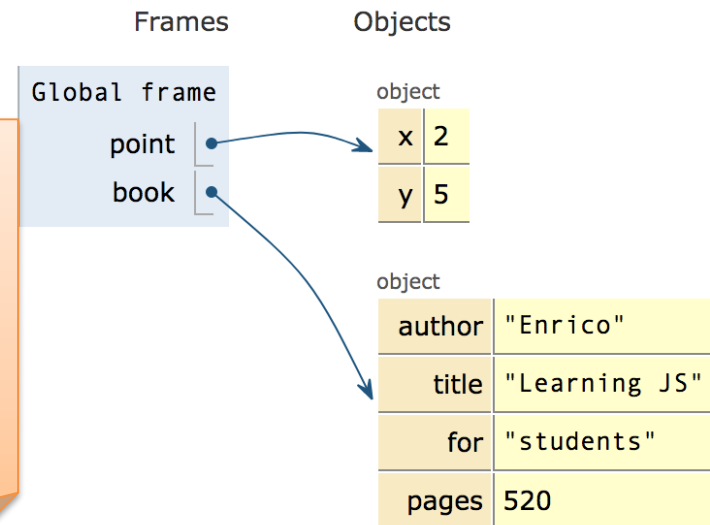 Frames Objects
Global frame
point
book
object
x 2
y 5
object
author "Enrico"
title "Learning JS"
for "students"
pages 520